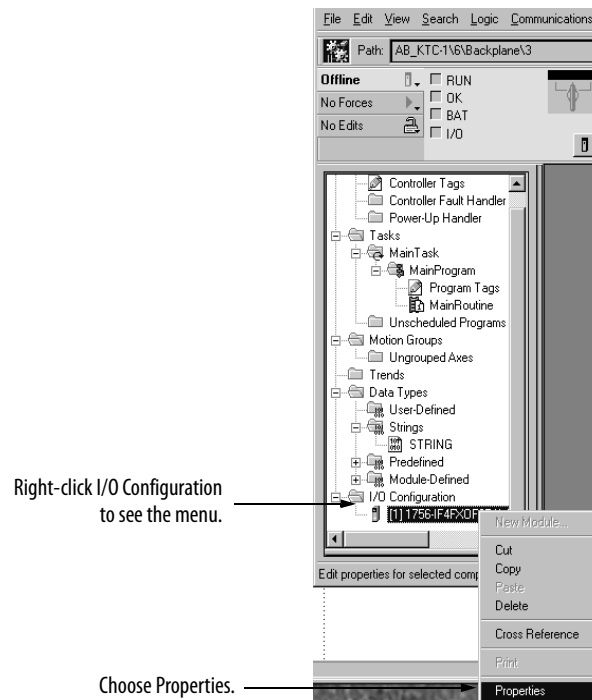 File Edit View Search Logic Communications
Path: AB_KTC-1\6\Backplane\3
Offline
RUN
No Forces
OK
BAT
No Edits
I/O
Controller Tags
Controller Fault Handler
Power-Up Handler
Tasks
MainTask
MainProgram
Program Tags
MainRoutine
Unscheduled Programs
Motion Groups
Ungrouped Axes
Trends
Data Types
User-Defined
Strings
STRING
Predefined
Module-Defined
I/O Configuration
[1] 1756-IF4FXOF
Right-click I/O Configuration
to see the menu.
New Module...
Cut
Copy
Paste
Delete
Cross Reference
Print
Properties
Edit properties for selected comp
Choose Properties.